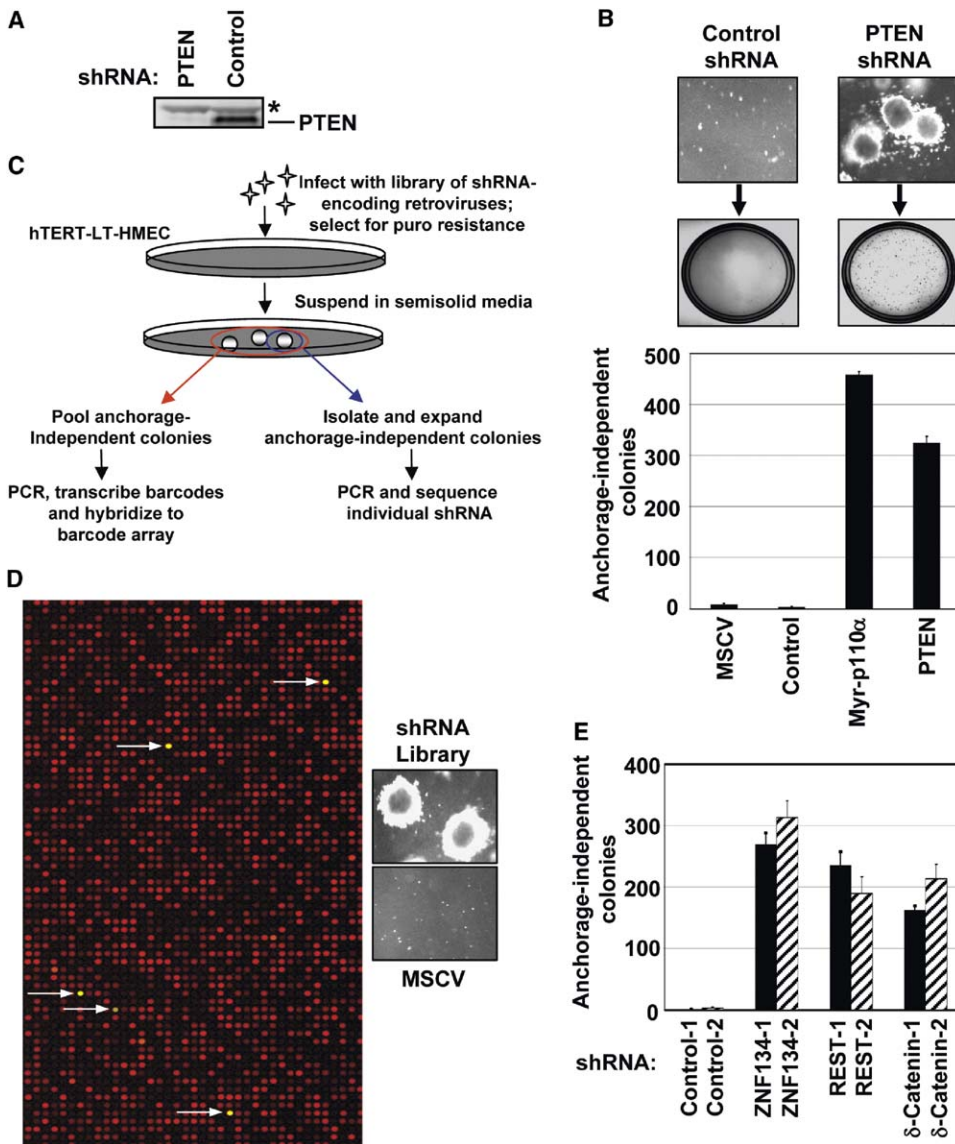 A
shRNA:
PTEN
Control
*
PTEN
B
Control
shRNA
PTEN
shRNA
500
400
300
200
100
0
Anchorage-independent
colonies
MSCV
Control
Myr-p110α
PTEN
C
Infect with library of shRNA-
encoding retroviruses;
select for puro resistance
hTERT-LT-HMEC
Suspend in semisolid media
Pool anchorage-
Independent colonies
PCR, transcribe barcodes
and hybridize to
barcode array
Isolate and expand
anchorage-independent colonies
PCR and sequence
individual shRNA
D
shRNA
Library
MSCV
E
400
300
200
100
0
Anchorage-independent
colonies
shRNA:
Control-1
Control-2
ZNF134-1
ZNF134-2
REST-1
REST-2
δ-Catenin-1
δ-Catenin-2